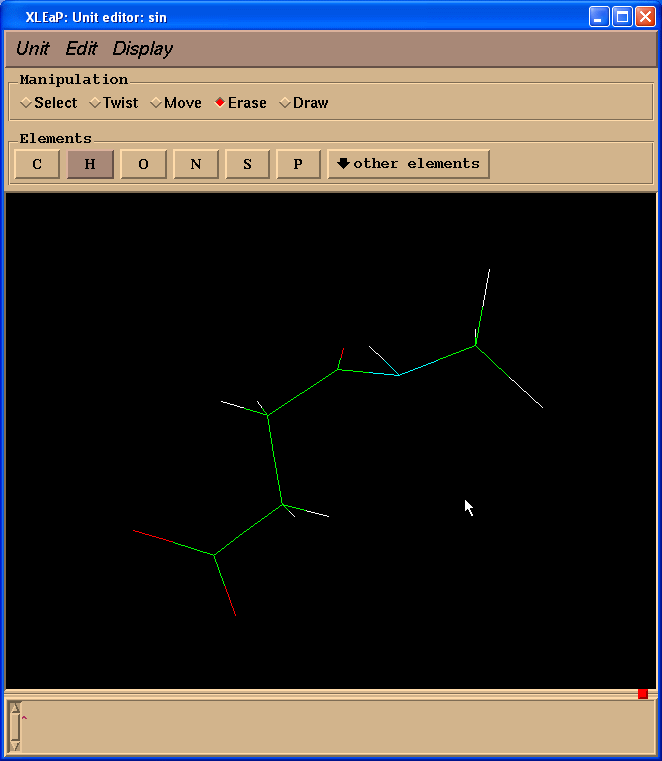 XLEaP: Unit editor: sin
Unit Edit Display
Manipulation
Select Twist Move Erase Draw
Elements
C H O N S P other elements
^